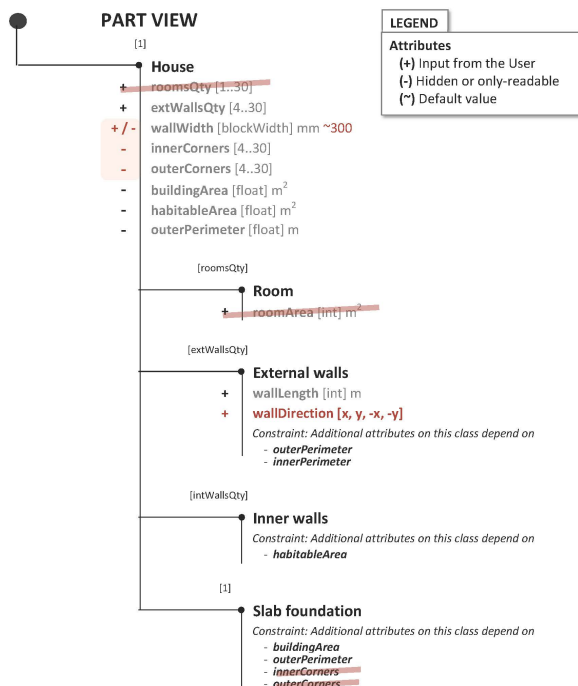 PART VIEW
LEGEND
Attributes
(+) Input from the User
(-) Hidden or only-readable
(~) Default value
[1]
House
+ roomsQty [1..30]
+ extWallsQty [4..30]
+ / - wallWidth [blockWidth] mm ~300
- innerCorners [4..30]
- outerCorners [4..30]
- buildingArea [float] m²
- habitableArea [float] m²
- outerPerimeter [float] m
[roomsQty]
Room
+ roomArea [int] m²
[extWallsQty]
External walls
+ wallLength [int] m
+ wallDirection [x, y, -x, -y]
Constraint: Additional attributes on this class depend on
- outerPerimeter
- innerPerimeter
[intWallsQty]
Inner walls
Constraint: Additional attributes on this class depend on
- habitableArea
[1]
Slab foundation
Constraint: Additional attributes on this class depend on
- buildingArea
- outerPerimeter
- innerCorners
- outerCorners